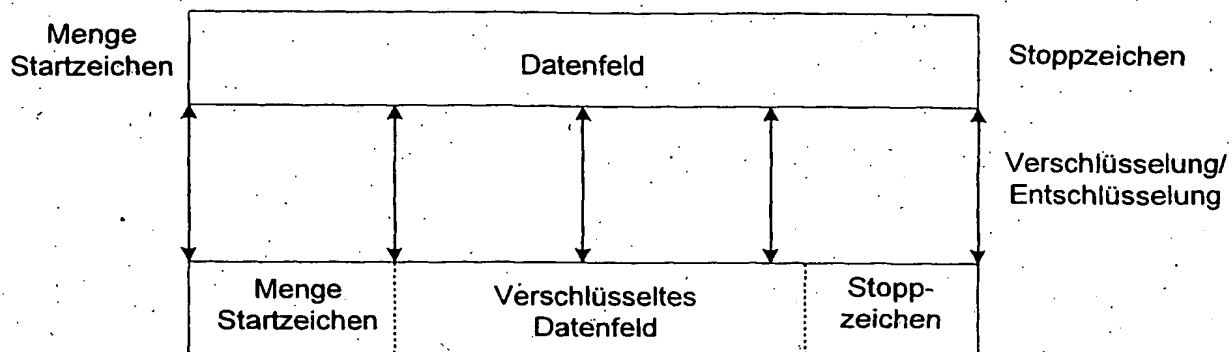 Menge
Startzeichen
Datenfeld
Stoppzeichen
Verschlüsselung/
Entschlüsselung
Menge
Startzeichen
Verschlüsseltes
Datenfeld
Stopp-
zeichen